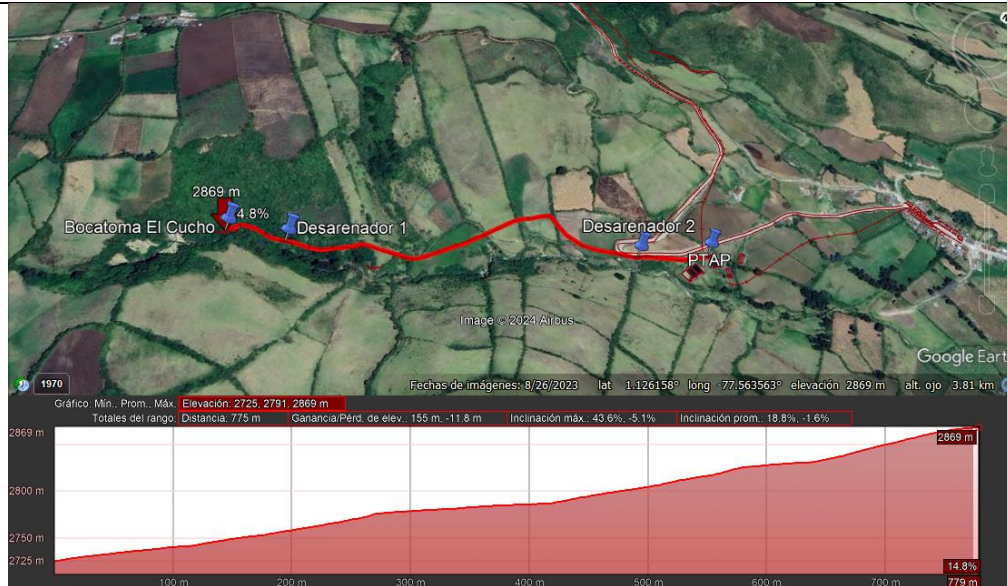 2869 m
4.8%
Bocatoma El Cucho
Desarenador 1
Desarenador 2
PTAP
Image © 2024 Airbus
Google Eart
1970
Fechas de imágenes: 8/26/2023 lat 1.126158° long -77.563563° elevación 2869 m alt. ojo 3.81 km
Gráfico: Mín., Prom., Máx. Elevación: 2725, 2791, 2869 m
Totales del rango: Distancia: 775 m Ganancia/Pérd. de elev.: 155 m, -11.8 m Inclinación máx.: 43.6%, -5.1% Inclinación prom.: 18.8%, -1.6%
2869 m
2869 m
2800 m
2750 m
2725 m
14.8%
100 m 200 m 300 m 400 m 500 m 600 m 700 m 779 m